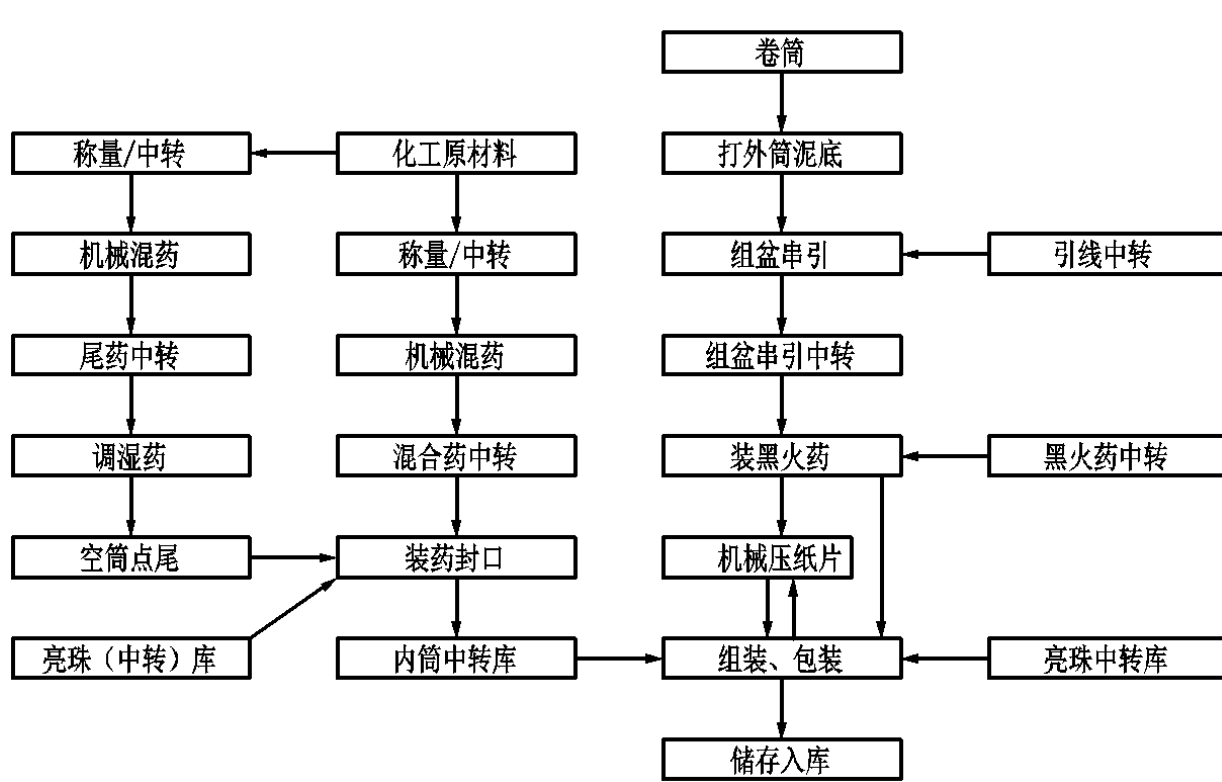 卷筒
称量/中转
化工原材料
打外筒泥底
机械混药
称量/中转
组盆串引
引线中转
尾药中转
机械混药
组盆串引中转
调湿药
混合药中转
装黑火药
黑火药中转
空筒点尾
装药封口
机械压纸片
亮珠（中转）库
内筒中转库
组装、包装
亮珠中转库
储存入库